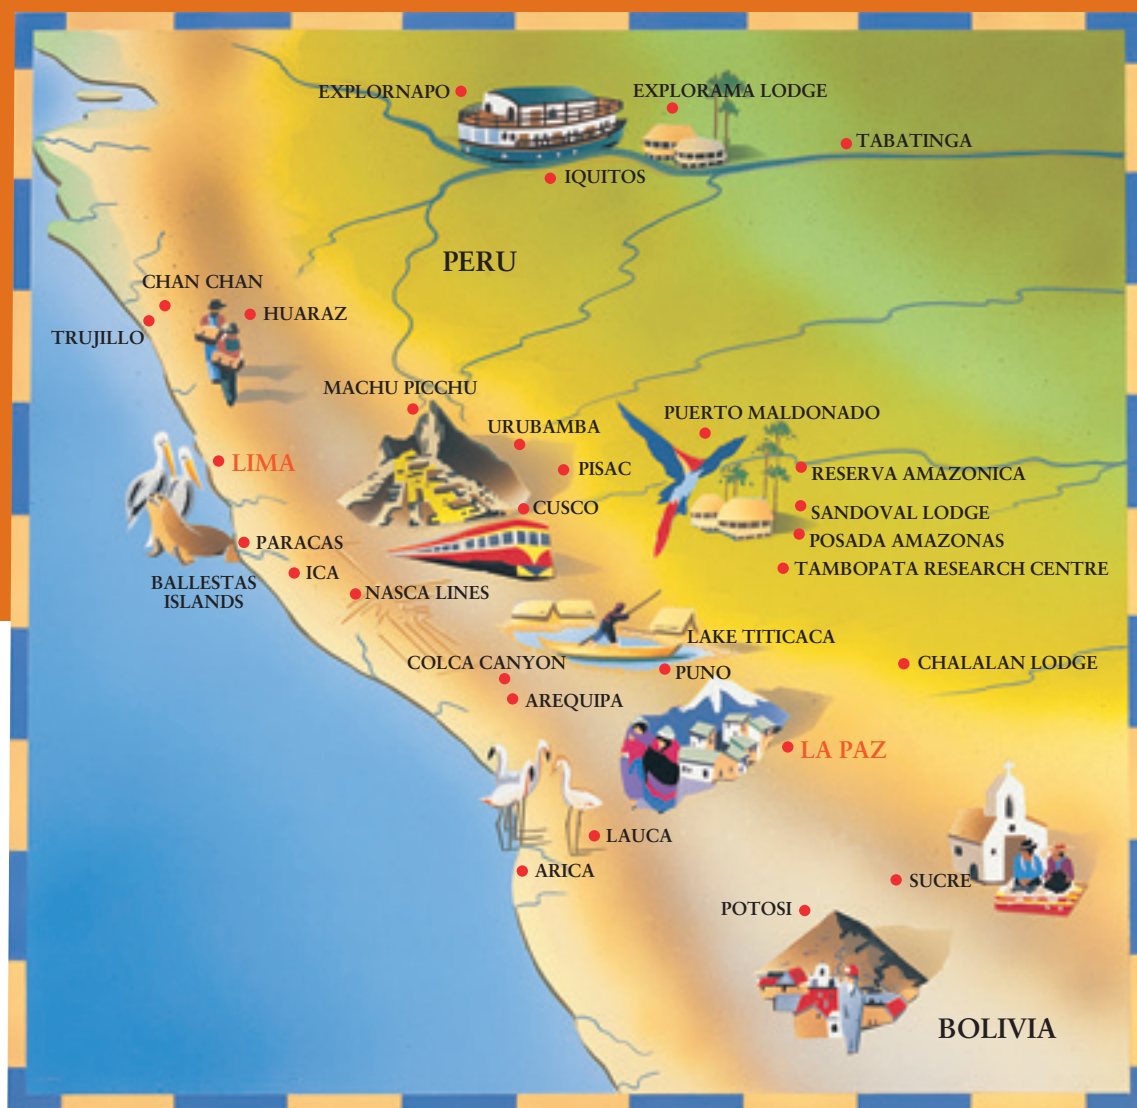 EXPLORNAPO
EXPLORAMA LODGE
TABATINGA
IQUITOS
PERU
CHAN CHAN
HUARAZ
TRUJILLO
MACHU PICCHU
URUBAMBA
PUERTO MALDONADO
LIMA
PISAC
RESERVA AMAZONICA
CUSCO
SANDOVAL LODGE
PARACAS
POSADA AMAZONAS
ICA
TAMBOPATA RESEARCH CENTRE
BALLESTAS
ISLANDS
NASCA LINES
LAKE TITICACA
COLCA CANYON
PUNO
CHALALAN LODGE
AREQUIPA
LA PAZ
LAUCA
ARICA
SUCRE
POTOSI
BOLIVIA